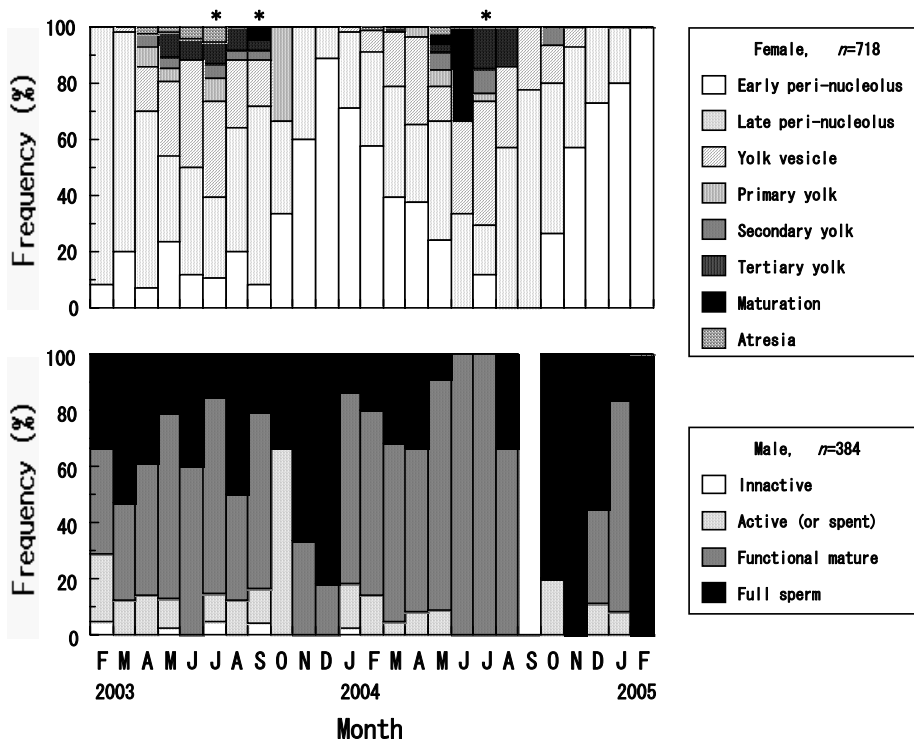 * * *
100
80
60
40
20
0
Frequency (%)
Female, n=718
Early peri-nucleolus
Late peri-nucleolus
Yolk vesicle
Primary yolk
Secondary yolk
Tertiary yolk
Maturation
Atresia
100
80
60
40
20
0
Frequency (%)
Male, n=384
Innactive
Active (or spent)
Functional mature
Full sperm
F M A M J J A S O N D J F M A M J J A S O N D J F
2003 2004 2005
Month